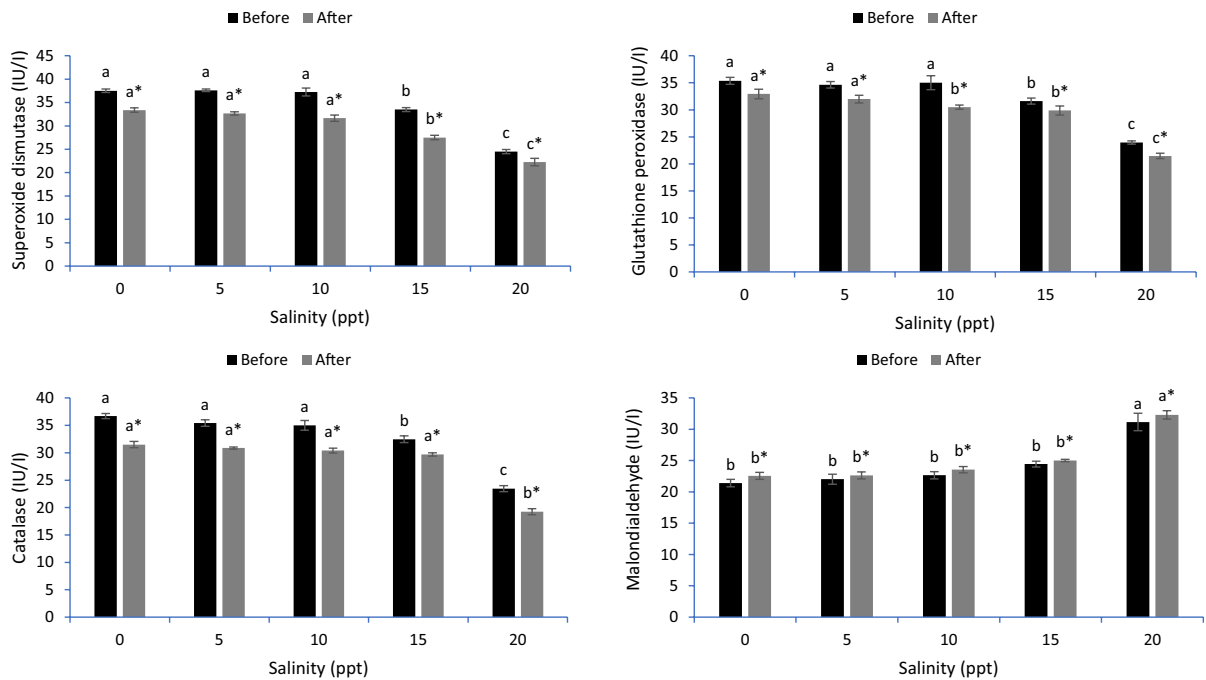 Before After
Superoxide dismutase (IU/l)
45
40
35
30
25
20
15
10
5
0
a a* a a* a a* b b* c c*
0 5 10 15 20
Salinity (ppt)
Before After
Glutathione peroxidase (IU/l)
40
35
30
25
20
15
10
5
0
a a* a a* a b* b b* c c*
0 5 10 15 20
Salinity (ppt)
Before After
Catalase (IU/l)
40
35
30
25
20
15
10
5
0
a a* a a* a a* b a* c b*
0 5 10 15 20
Salinity (ppt)
Before After
Malondialdehyde (IU/l)
35
30
25
20
15
10
5
0
b b* b b* b b* b b* a a*
0 5 10 15 20
Salinity (ppt)